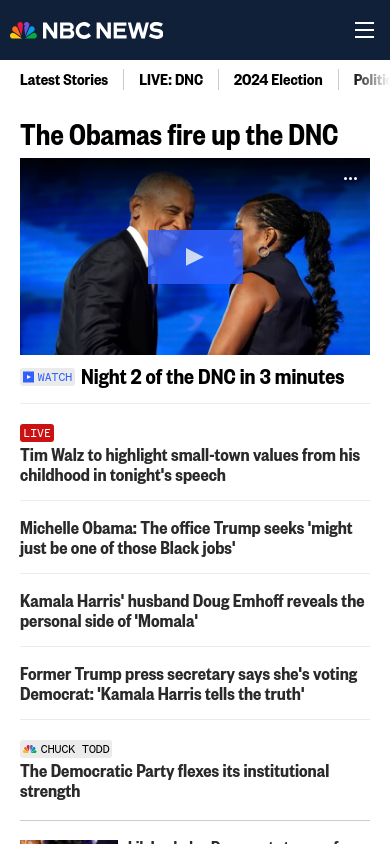 NBC NEWS
Latest Stories
LIVE: DNC
2024 Election
The Obamas fire up the DNC
WATCH
Night 2 of the DNC in 3 minutes
LIVE
Tim Walz to highlight small-town values from his
childhood in tonight's speech
Michelle Obama: The office Trump seeks 'might
just be one of those Black jobs'
Kamala Harris' husband Doug Emhoff reveals the
personal side of 'Momala'
Former Trump press secretary says she's voting
Democrat: 'Kamala Harris tells the truth'
CHUCK TODD
The Democratic Party flexes its institutional
strength